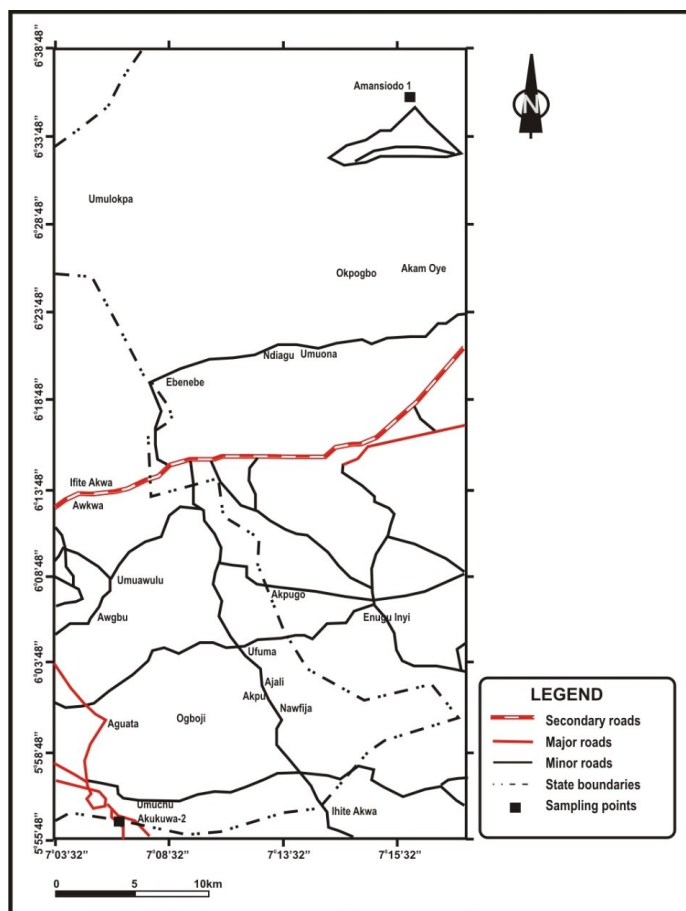 6°38'48"
Amansiodo 1
N
6°33'48"
Umulokpa
6°28'48"
Okpogbo
Akam Oye
6°23'48"
Ndiagu
Umuona
Ebenebe
6°18'48"
6°13'48"
Ifite Akwa
Awkwa
6°08'48"
Umuawulu
Akpugo
Awgbu
Enugu Inyi
6°03'48"
Ufuma
Ajali
Akpu
Nawfija
Ogboji
Aguata
5°58'48"
Umuchu
Akukuwa-2
Ihite Akwa
5°55'48"
7°03'32"
7°08'32"
7°13'32"
7°15'32"
0
5
10km
LEGEND
Secondary roads
Major roads
Minor roads
State boundaries
Sampling points